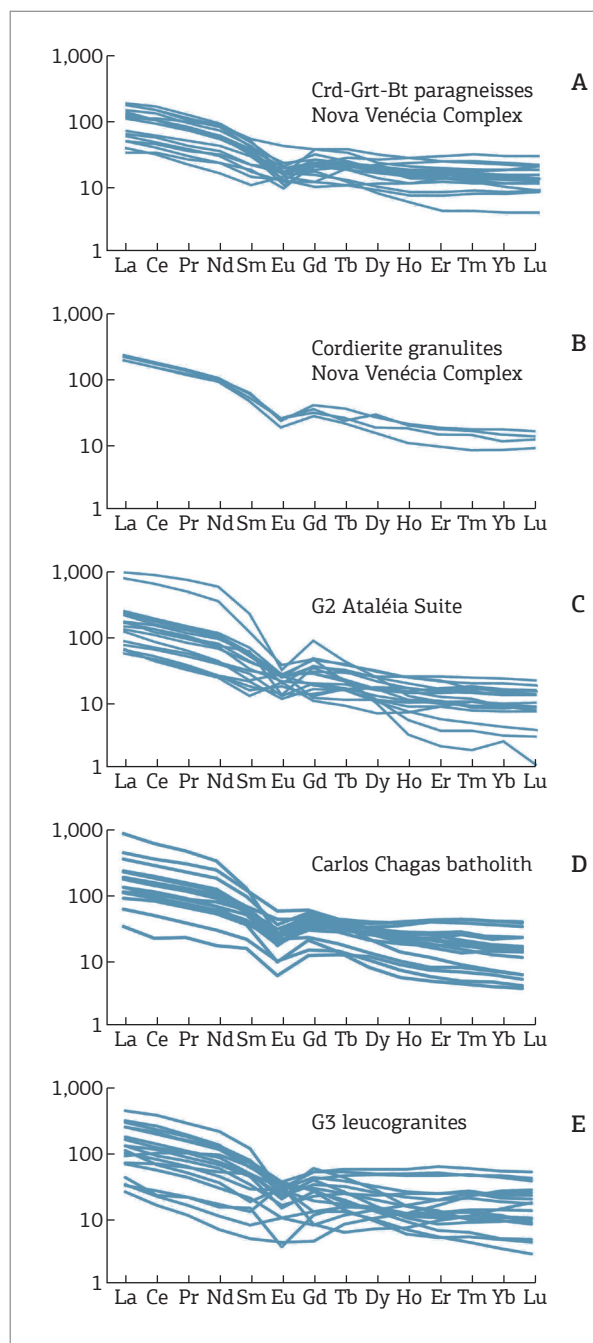 1,000
A
Crd-Grt-Bt paragneisses
Nova Venécia Complex
100
10
1
La Ce Pr Nd Sm Eu Gd Tb Dy Ho Er Tm Yb Lu
1,000
B
Cordierite granulites
Nova Venécia Complex
100
10
1
La Ce Pr Nd Sm Eu Gd Tb Dy Ho Er Tm Yb Lu
1,000
C
G2 Ataléia Suite
100
10
1
La Ce Pr Nd Sm Eu Gd Tb Dy Ho Er Tm Yb Lu
1,000
D
Carlos Chagas batholith
100
10
1
La Ce Pr Nd Sm Eu Gd Tb Dy Ho Er Tm Yb Lu
1,000
E
G3 leucogranites
100
10
1
La Ce Pr Nd Sm Eu Gd Tb Dy Ho Er Tm Yb Lu